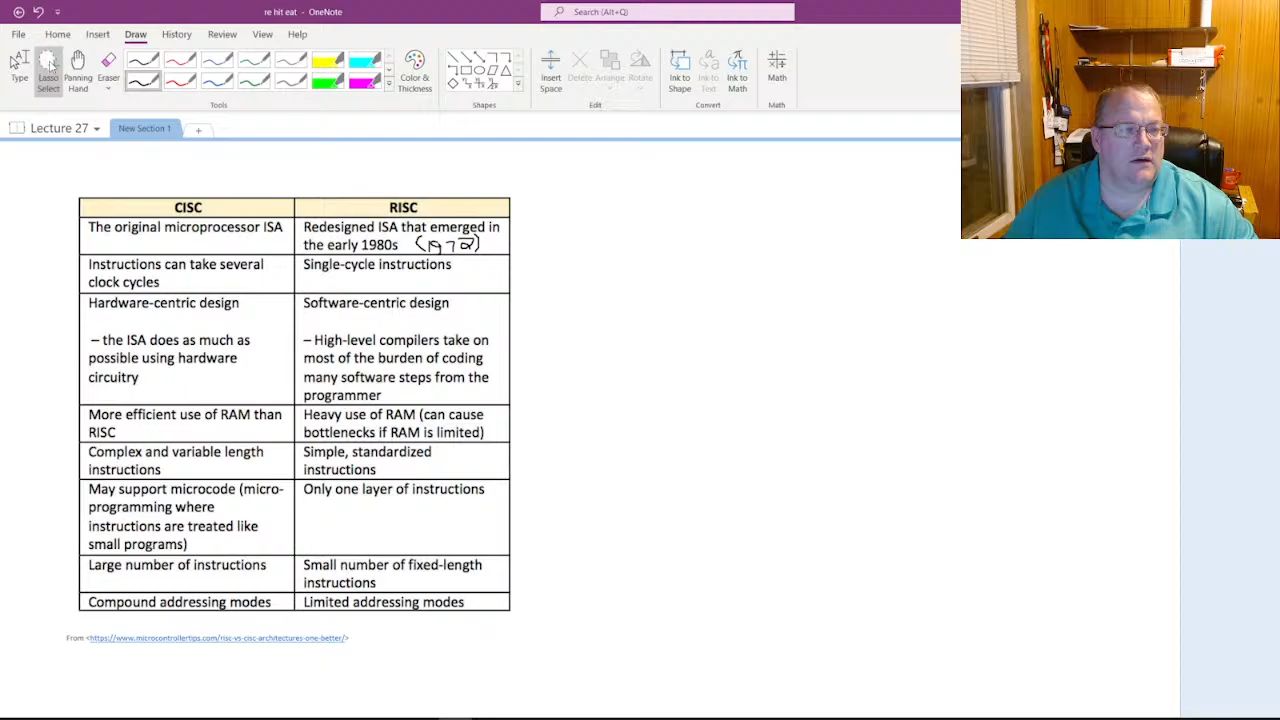 re hit eat - OneNote
Search (Alt+Q)
File Home Insert Draw History Review View Help
Type
Lasso Select
Panning Hand
Eraser
Color & Thickness
Insert Space
Delete
Arrange
Rotate
Ink to Shape
Ink to Text
Ink to Math
Math
Tools
Shapes
Edit
Convert
Math
Lecture 27
New Section 1
+
CISC RISC
The original microprocessor ISA
Redesigned ISA that emerged in
the early 1980s (1972)
Instructions can take several
clock cycles
Single-cycle instructions
Hardware-centric design
– the ISA does as much as
possible using hardware
circuitry
Software-centric design
– High-level compilers take on
most of the burden of coding
many software steps from the
programmer
More efficient use of RAM than
RISC
Heavy use of RAM (can cause
bottlenecks if RAM is limited)
Complex and variable length
instructions
Simple, standardized
instructions
May support microcode (micro-
programming where
instructions are treated like
small programs)
Only one layer of instructions
Large number of instructions
Small number of fixed-length
instructions
Compound addressing modes
Limited addressing modes
From <https://www.microcontrollertips.com/risc-vs-cisc-architectures-one-better/>